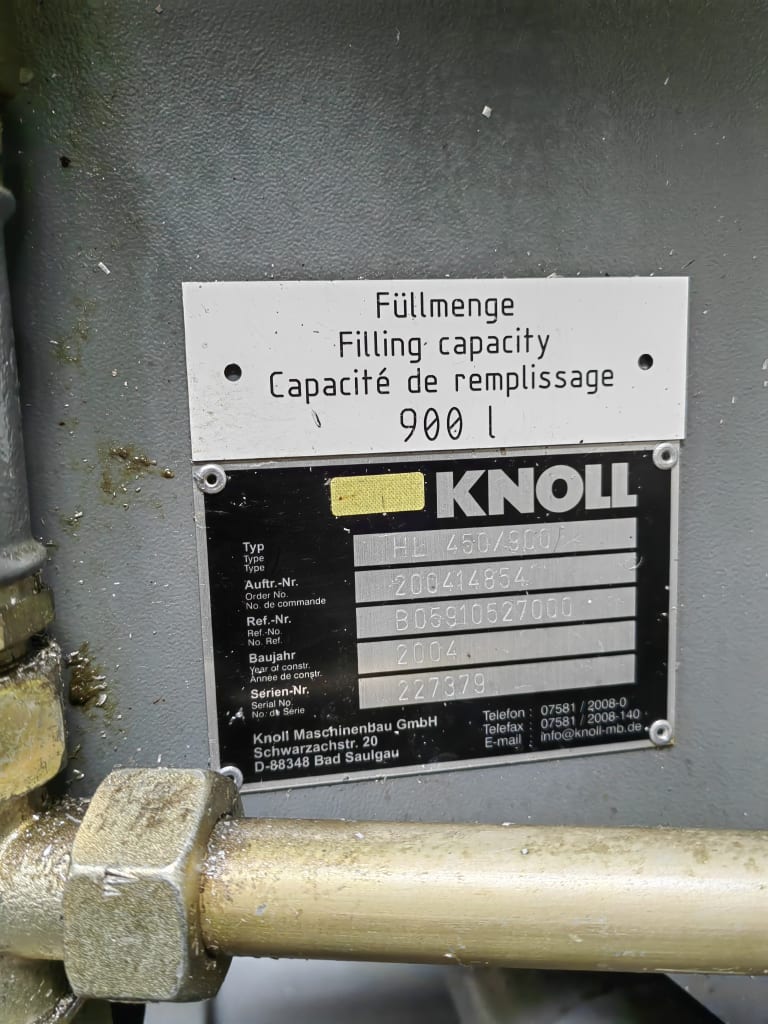 Füllmenge
Filling capacity
Capacité de remplissage
900 l
KNOLL
Typ
Type
Type
HL 450/900/
Auftr.-Nr.
Order No.
No. de commande
200414854
Ref.-Nr.
Ref.-No.
No. Ref.
B05910527000
Baujahr
Year of constr.
Année de constr.
2004
Serien-Nr.
Serial No.
No. de Série
227379
Knoll Maschinenbau GmbH
Schwarzachstr. 20
D-88348 Bad Saulgau
Telefon : 07581 / 2008-0
Telefax : 07581 / 2008-140
E-mail : info@knoll-mb.de